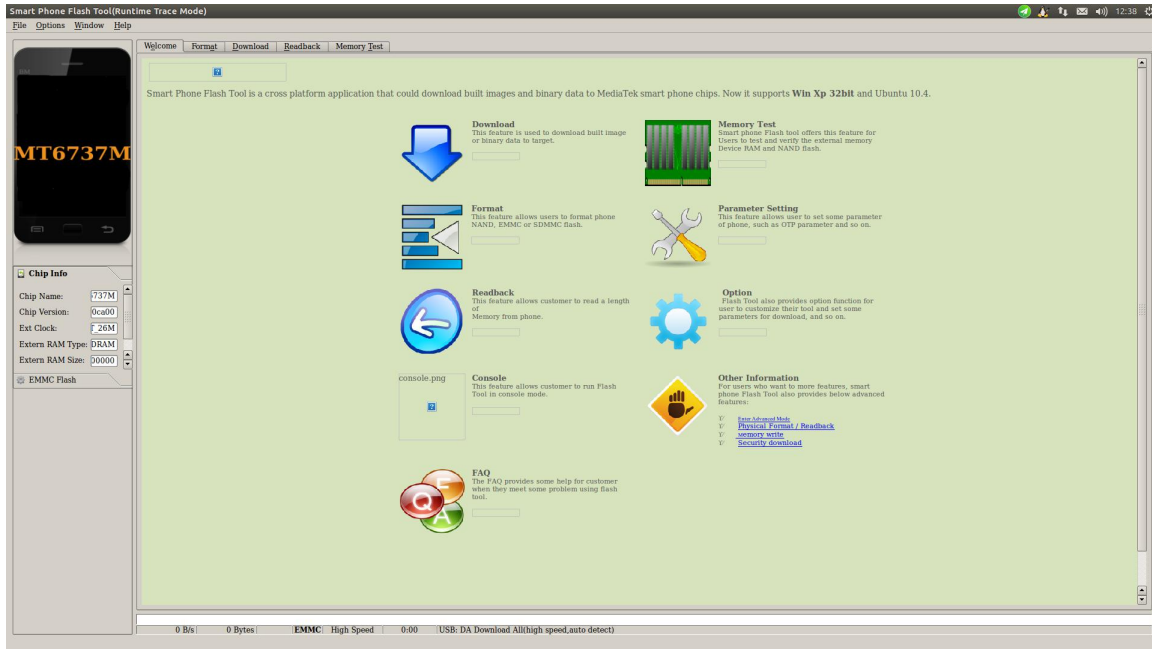 Smart Phone Flash Tool(Runtime Trace Mode)
12:38
File Options Window Help
Welcome Format Download Readback Memory Test
MT6737M
Smart Phone Flash Tool is a cross platform application that could download built images and binary data to MediaTek smart phone chips. Now it supports Win Xp 32bit and Ubuntu 10.4.
Download
This feature is used to download built image
or binary data to target.
Memory Test
Smart phone Flash tool offers this feature for
Users to test and verify the external memory
Device RAM and NAND flash.
Format
This feature allows users to format phone
NAND, EMMC or SDMMC flash.
Parameter Setting
This feature allows user to set some parameter
of phone, such as OTP parameter and so on.
Readback
This feature allows customer to read a length
of
Memory from phone.
Option
Flash Tool also provides option function for
user to customize their tool and set some
parameters for download, and so on.
console.png
Console
This feature allows customer to run Flash
Tool in console mode.
Other Information
For users who want to more features, smart
phone Flash Tool also provides below advanced
features:
Enter Advanced Mode
Physical Format / Readback
Memory write
Security download
FAQ
The FAQ provides some help for customer
when they meet some problem using flash
tool.
Chip Info
Chip Name: 737M
Chip Version: 0ca00
Ext Clock: 26M
Extern RAM Type: DRAM
Extern RAM Size: 00000
EMMC Flash
0 B/s 0 Bytes EMMC High Speed 0:00 USB: DA Download All(high speed,auto detect)